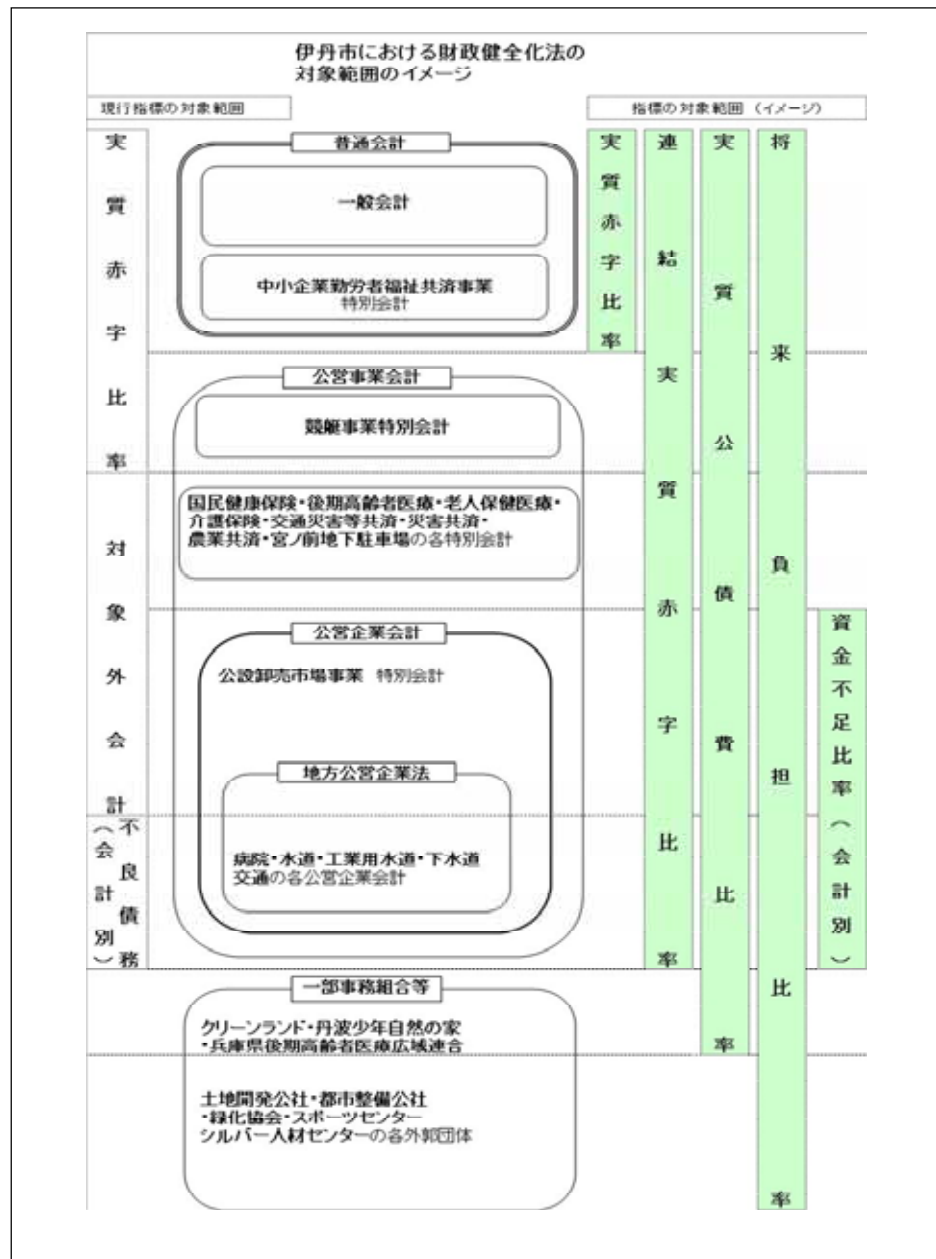 伊丹市における財政健全化法の
対象範囲のイメージ
現行指標の対象範囲
指標の対象範囲（イメージ）
実質赤字比率
対象外会計
不良債務
（会計別）
普通会計
一般会計
中小企業勤労者福祉共済事業
特別会計
公営事業会計
競艇事業特別会計
国民健康保険・後期高齢者医療・老人保健医療・
介護保険・交通災害等共済・災害共済・
農業共済・宮ノ前地下駐車場の各特別会計
公営企業会計
公設卸売市場事業 特別会計
地方公営企業法
病院・水道・工業用水道・下水道
交通の各公営企業会計
一部事務組合等
クリーンランド・丹波少年自然の家
・兵庫県後期高齢者医療広域連合
土地開発公社・都市整備公社
・緑化協会・スポーツセンター
シルバー人材センターの各外郭団体
実質赤字比率
連結実質赤字比率
実質公債費比率
将来負担比率
資金不足比率（会計別）